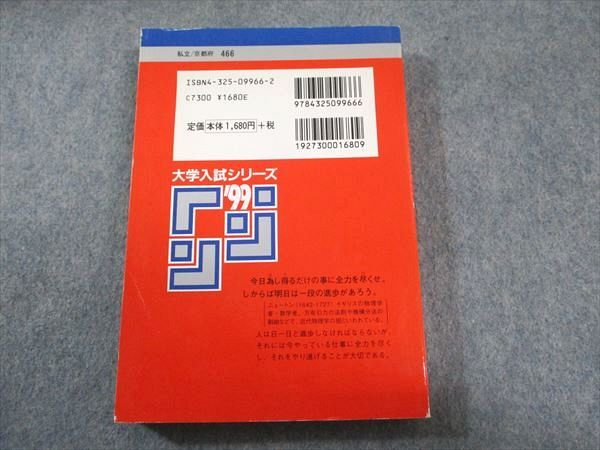 私立/京都府 466
ISBN4-325-09966-2
C7300 ¥1680E
定価 本体1,680円 +税
9784325099666
1927300016809
大学入試シリーズ
'99
今日為し得るだけの事に全力を尽くせ。
しからば明日は一段の進歩があろう。
ニュートン(1642-1727) イギリスの物理学
者・数学者。万有引力の法則や微積分法の
創始などで、近代物理学の祖といわれている。
人は日一日と進歩しなければならないが、
それには今やっている仕事に全力を尽く
し、それをやり遂げることが大切である。